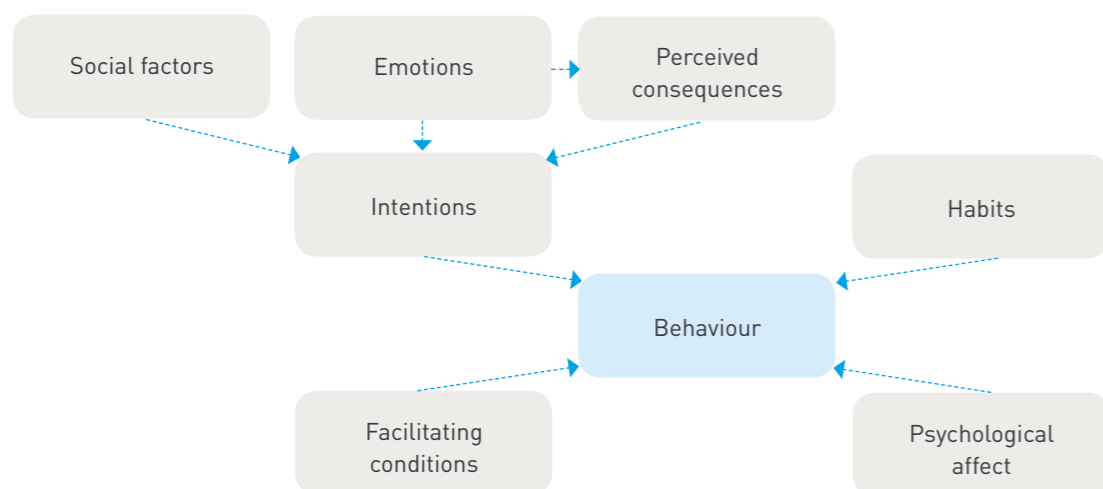 Social factors
Emotions
Perceived
consequences
Intentions
Habits
Behaviour
Facilitating
conditions
Psychological
affect